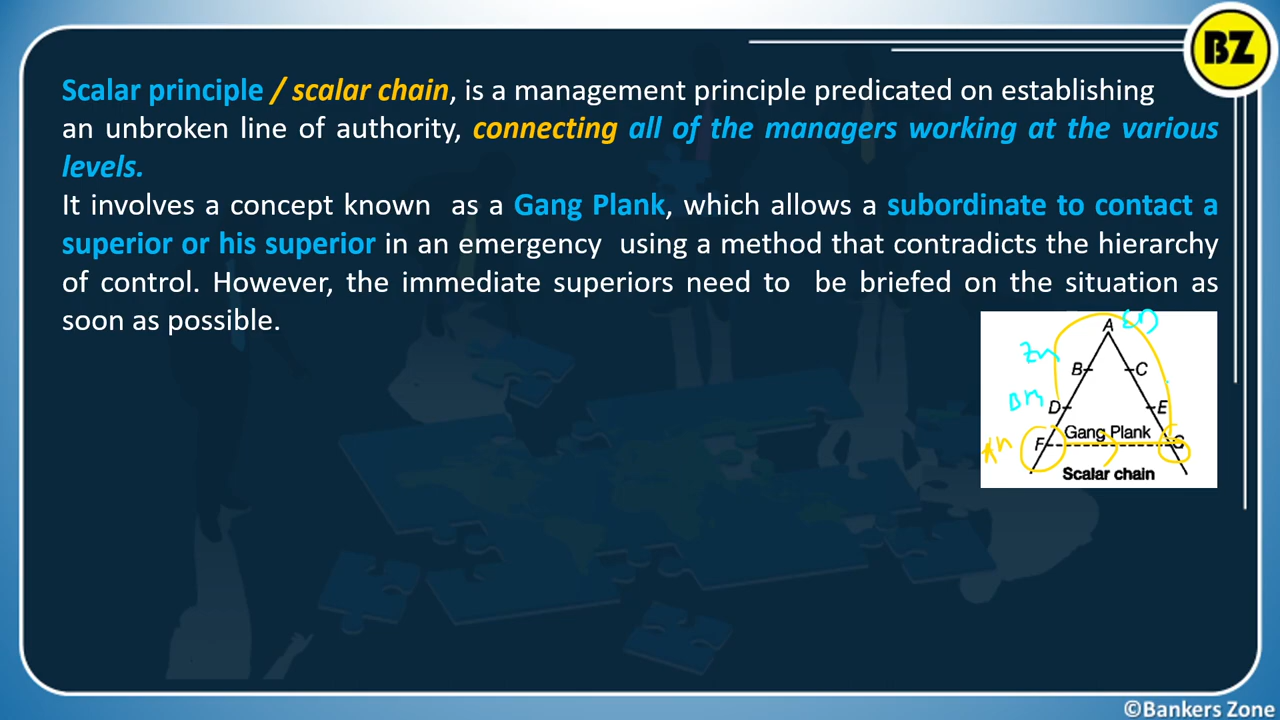 BZ
Scalar principle / scalar chain, is a management principle predicated on establishing
an unbroken line of authority, connecting all of the managers working at the various
levels.
It involves a concept known as a Gang Plank, which allows a subordinate to contact a
superior or his superior in an emergency using a method that contradicts the hierarchy
of control. However, the immediate superiors need to be briefed on the situation as
soon as possible.
A
B C
D E
Gang Plank
F
Scalar chain
©Bankers Zone